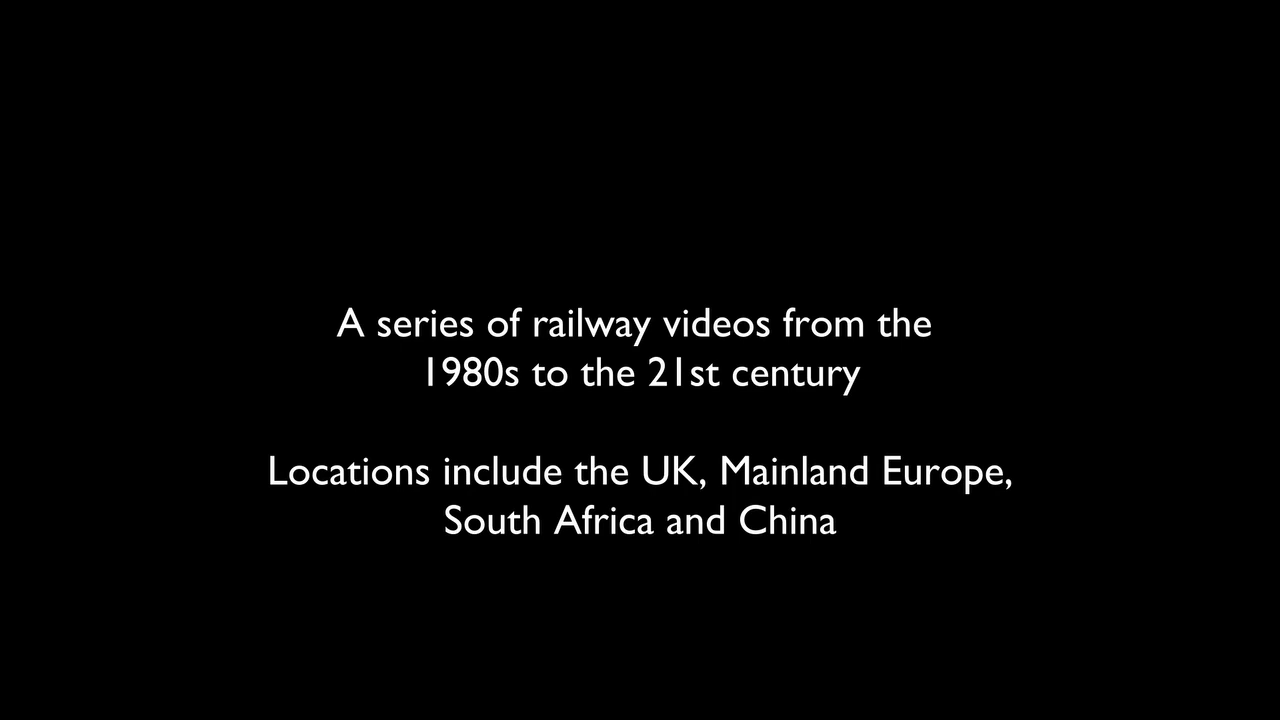 A series of railway videos from the
1980s to the 21st century
Locations include the UK, Mainland Europe,
South Africa and China